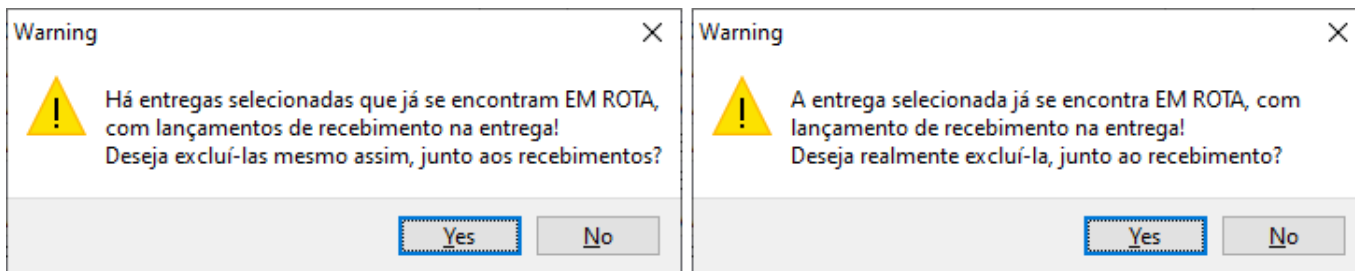 Warning
Há entregas selecionadas que já se encontram EM ROTA,
com lançamentos de recebimento na entrega!
Deseja excluí-las mesmo assim, junto aos recebimentos?
Yes
No
Warning
A entrega selecionada já se encontra EM ROTA, com
lançamento de recebimento na entrega!
Deseja realmente excluí-la, junto ao recebimento?
Yes
No